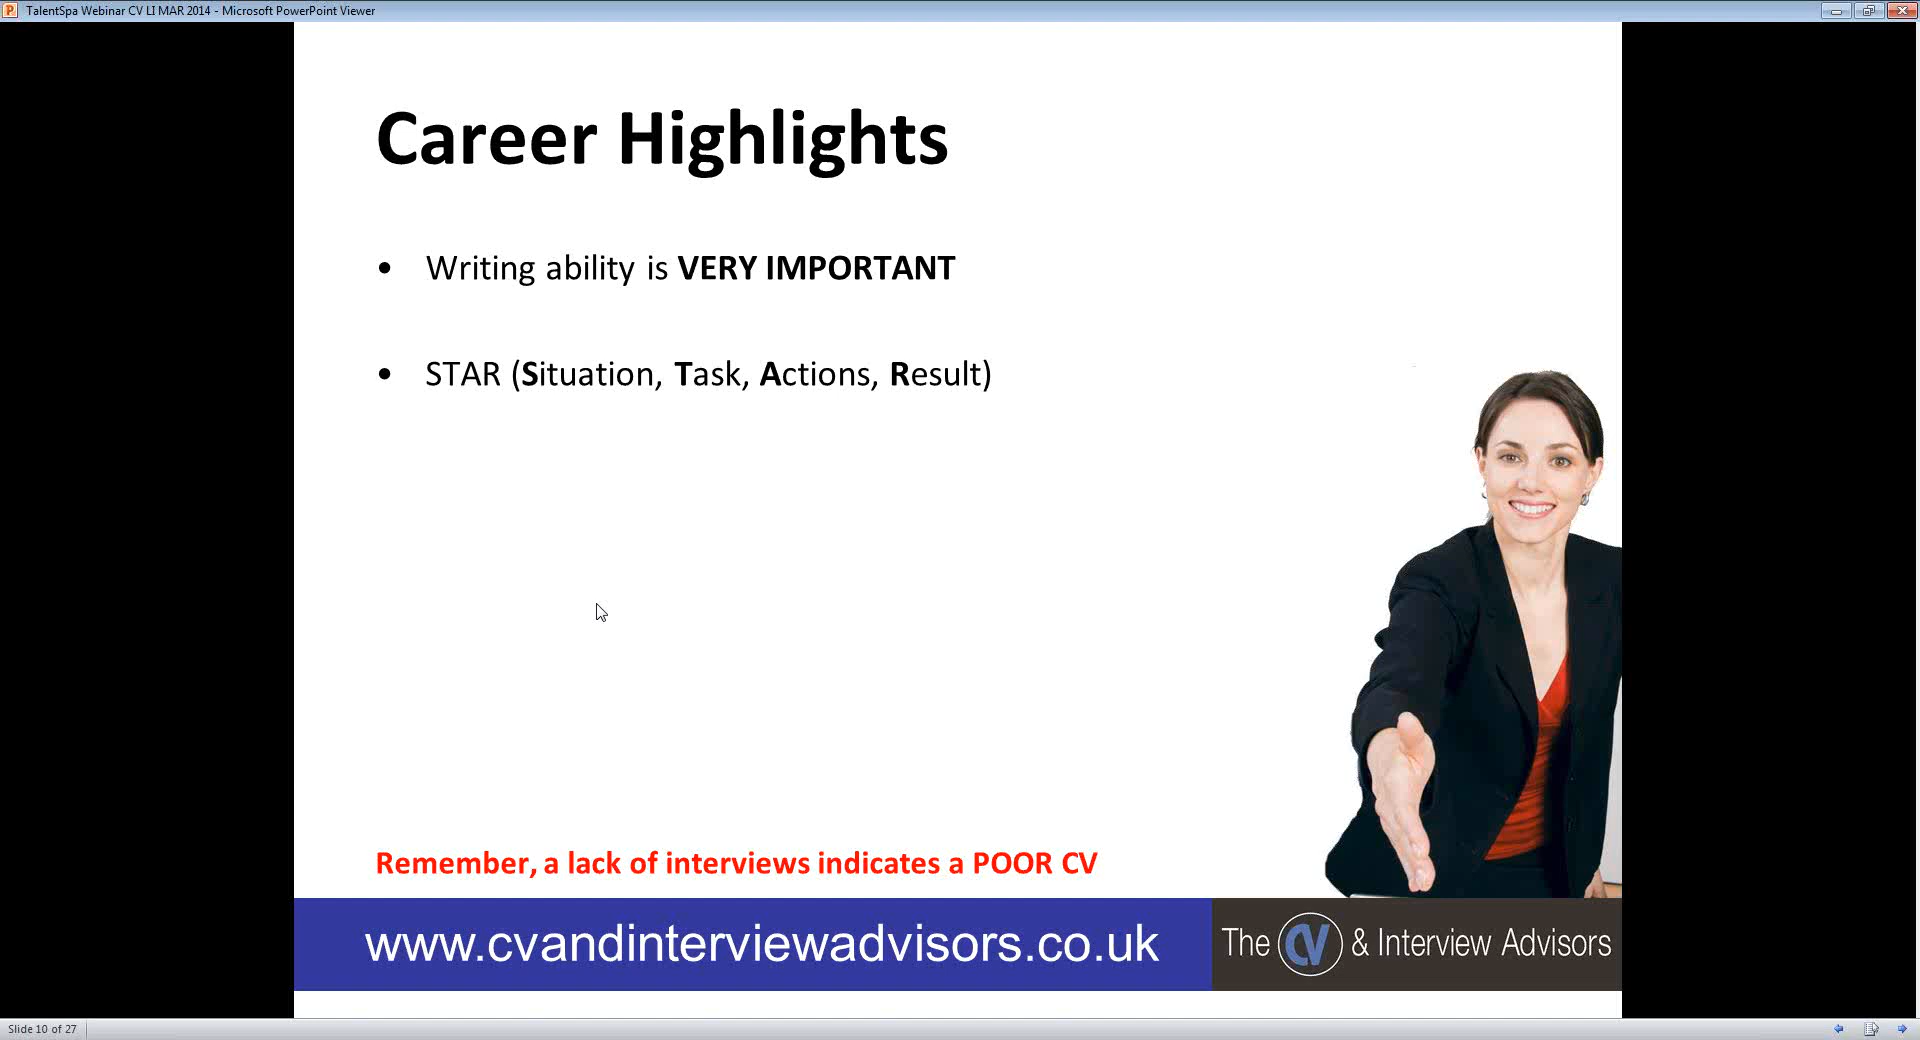 TalentSpa Webinar CV LI MAR 2014 - Microsoft PowerPoint Viewer
Career Highlights
• Writing ability is VERY IMPORTANT
• STAR (Situation, Task, Actions, Result)
Remember, a lack of interviews indicates a POOR CV
www.cvandinterviewadvisors.co.uk
The CV & Interview Advisors
Slide 10 of 27